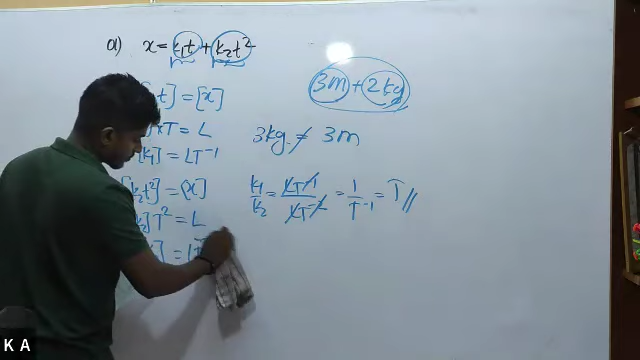 a) x = k₁t + k₂t²
3m + 2kg
t] = [x]
T = L
[k₁] = LT⁻¹
3kg ≠ 3m
[k₂t²] = [x]
k₁/k₂ = LT⁻¹/LT⁻² = 1/T⁻¹ = T //
T² = L
K A